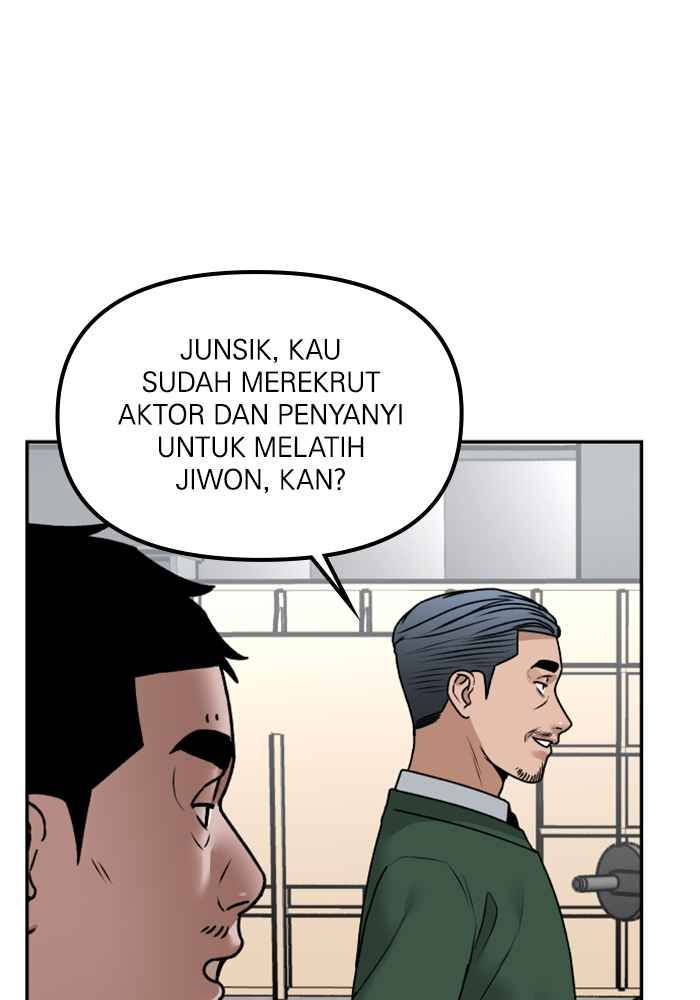 JUNSIK, KAU
SUDAH MEREKRUT
AKTOR DAN PENYANYI
UNTUK MELATIH
JIWON, KAN?